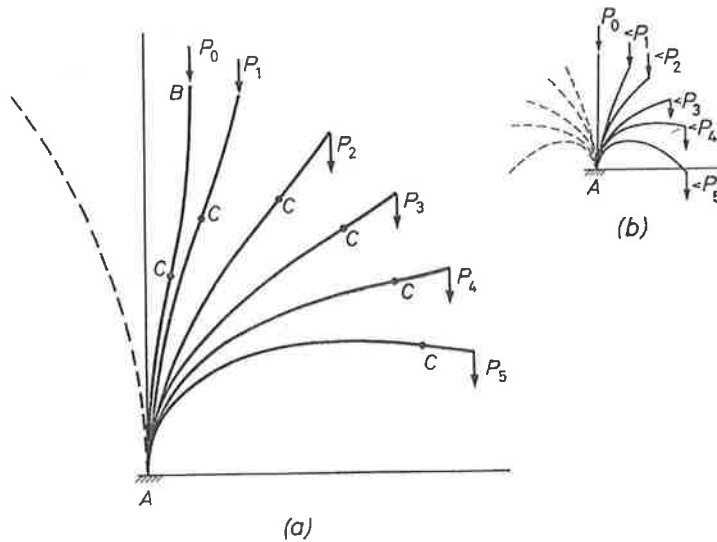 P₀
P₁
B
P₂
C
C
P₃
C
C
P₄
C
C
P₅
A
(a)
P₀
<P₁
<P₂
<P₃
<P₄
A
<P₅
(b)